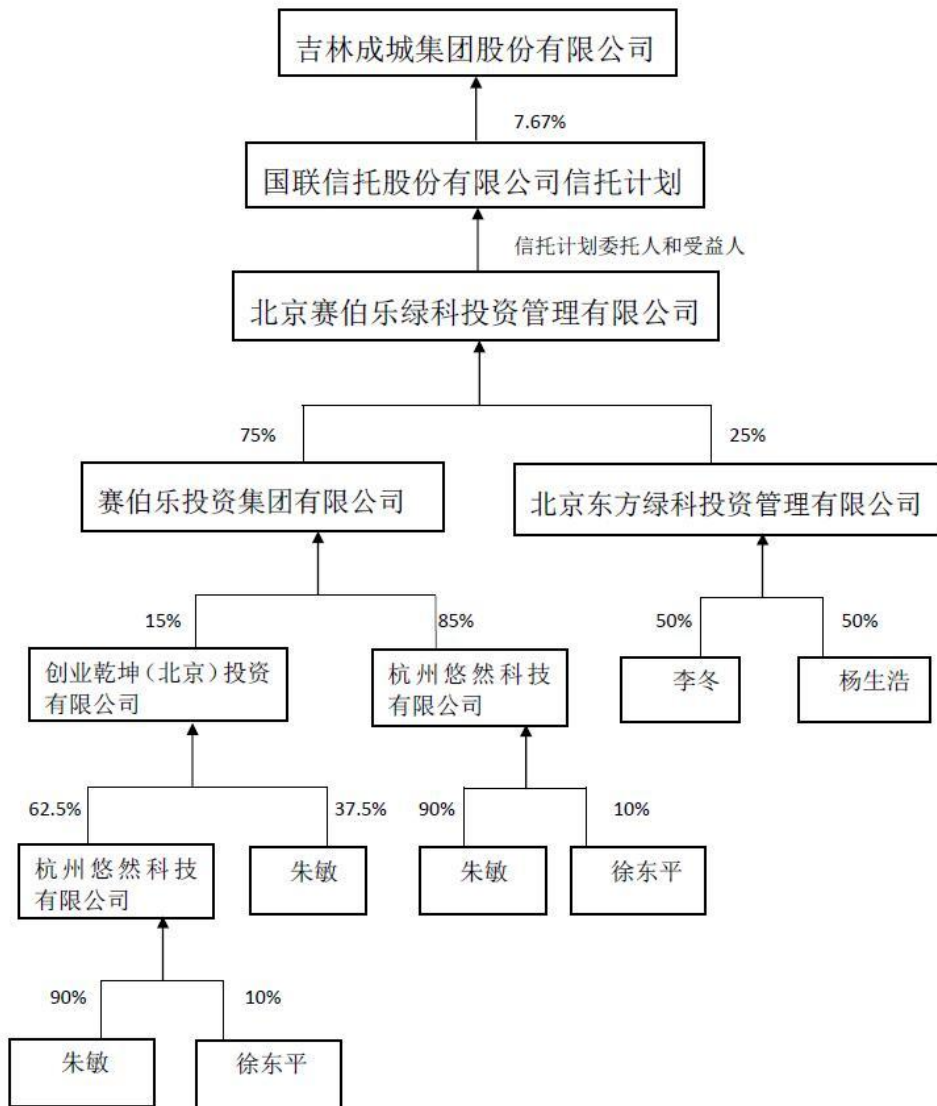 吉林成城集团股份有限公司
7.67%
国联信托股份有限公司信托计划
信托计划委托人和受益人
北京赛伯乐绿科投资管理有限公司
75%
25%
赛伯乐投资集团有限公司
北京东方绿科投资管理有限公司
15%
85%
50%
50%
创业乾坤（北京）投资
有限公司
杭州悠然科技
有限公司
李冬
杨生浩
62.5%
37.5%
90%
10%
杭州悠然科技
有限公司
朱敏
朱敏
徐东平
90%
10%
朱敏
徐东平